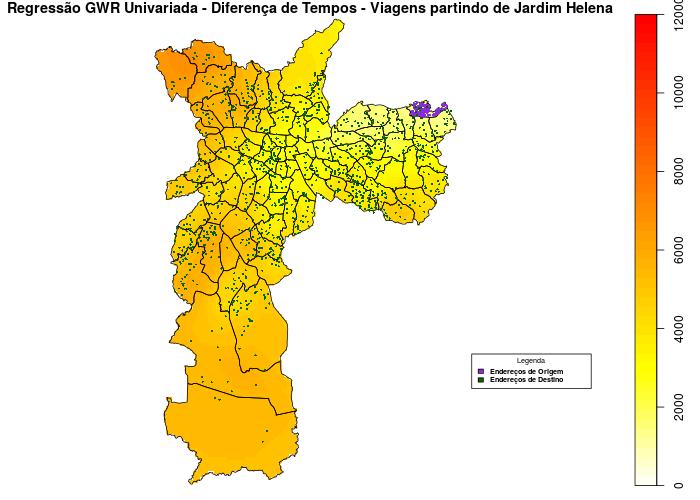 Regressão GWR Univariada - Diferença de Tempos - Viagens partindo de Jardim Helena
12000
10000
8000
6000
4000
2000
0
Legenda
Endereços de Origem
Endereços de Destino